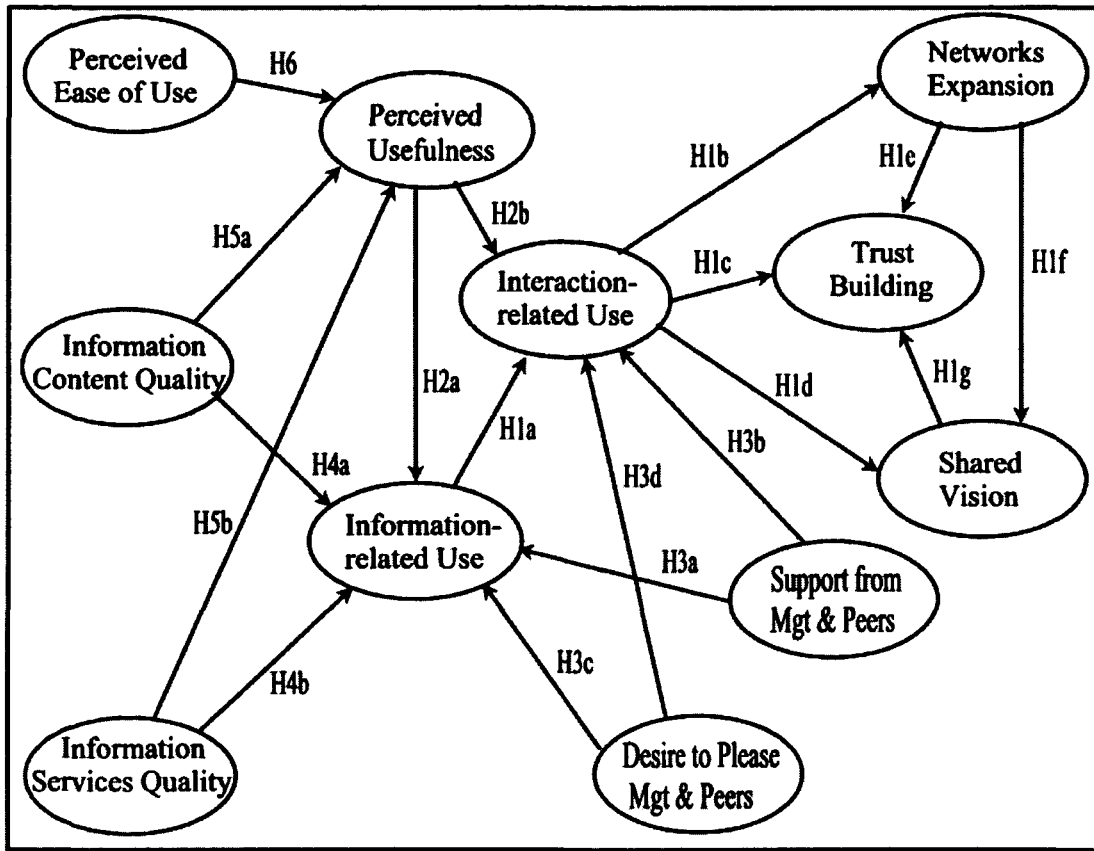 Perceived
Ease of Use
H6
Perceived
Usefulness
Networks
Expansion
H1b
H1e
H5a
H2b
Interaction-
related Use
H1c
Trust
Building
H1f
Information
Content Quality
H2a
H1a
H1d
H1g
H4a
H3b
Shared
Vision
H5b
H3d
Information-
related Use
H3a
Support from
Mgt & Peers
H4b
H3c
Information
Services Quality
Desire to Please
Mgt & Peers